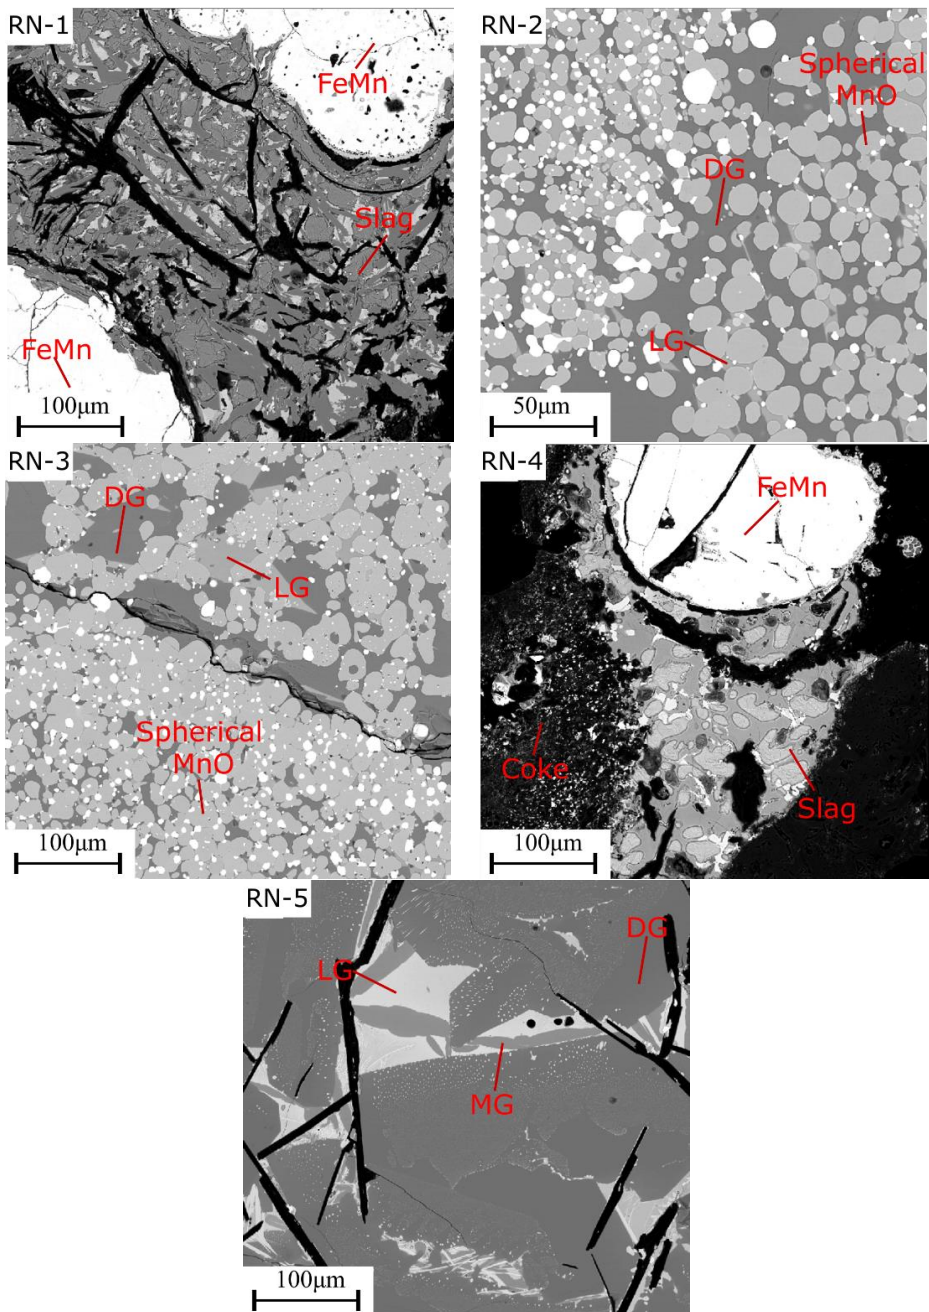 RN-1
FeMn
Slag
FeMn
100µm
RN-2
Spherical
MnO
DG
LG
50µm
RN-3
DG
LG
Spherical
MnO
100µm
RN-4
FeMn
Coke
Slag
100µm
RN-5
DG
LG
MG
100µm